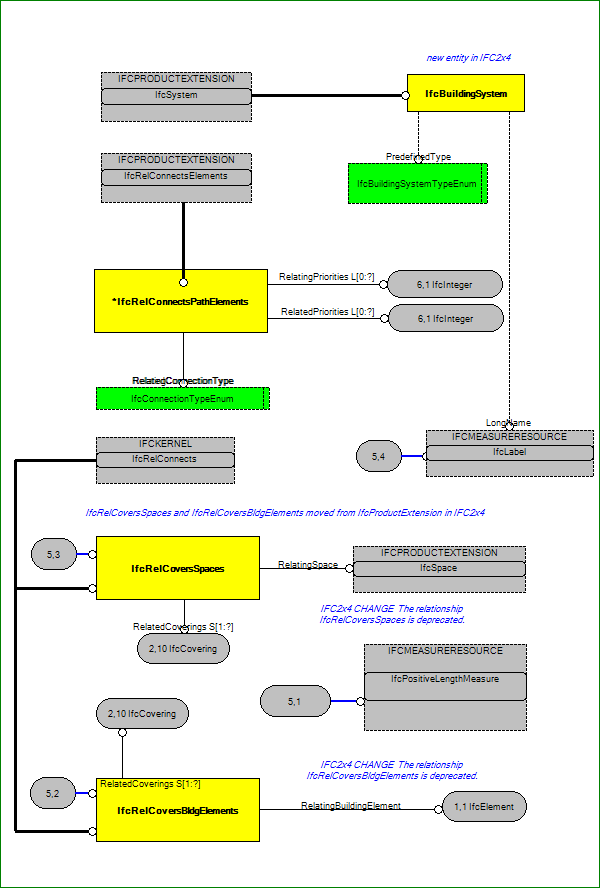 new entity in IFC2x4
IFCPRODUCTEXTENSION
IfcSystem
IfcBuildingSystem
IFCPRODUCTEXTENSION
IfcRelConnectsElements
PredefinedType
IfcBuildingSystemTypeEnum
*IfcRelConnectsPathElements
RelatingPriorities L[0:?]
6,1 IfcInteger
RelatedPriorities L[0:?]
6,1 IfcInteger
ConnectionType
IfcConnectionTypeEnum
LongName
IFCKERNEL
IfcRelConnects
5,4
IFCMEASURERESOURCE
IfcLabel
IfcRelCoversSpaces and IfcRelCoversBldgElements moved from IfcProductExtension in IFC2x4
5,3
IfcRelCoversSpaces
RelatingSpace
IFCPRODUCTEXTENSION
IfcSpace
RelatedCoverings S[1:?]
2,10 IfcCovering
IFC2x4 CHANGE The relationship
IfcRelCoversSpaces is deprecated.
IFCMEASURERESOURCE
IfcPositiveLengthMeasure
5,1
2,10 IfcCovering
IFC2x4 CHANGE The relationship
IfcRelCoversBldgElements is deprecated.
RelatedCoverings S[1:?]
5,2
IfcRelCoversBldgElements
RelatingBuildingElement
1,1 IfcElement